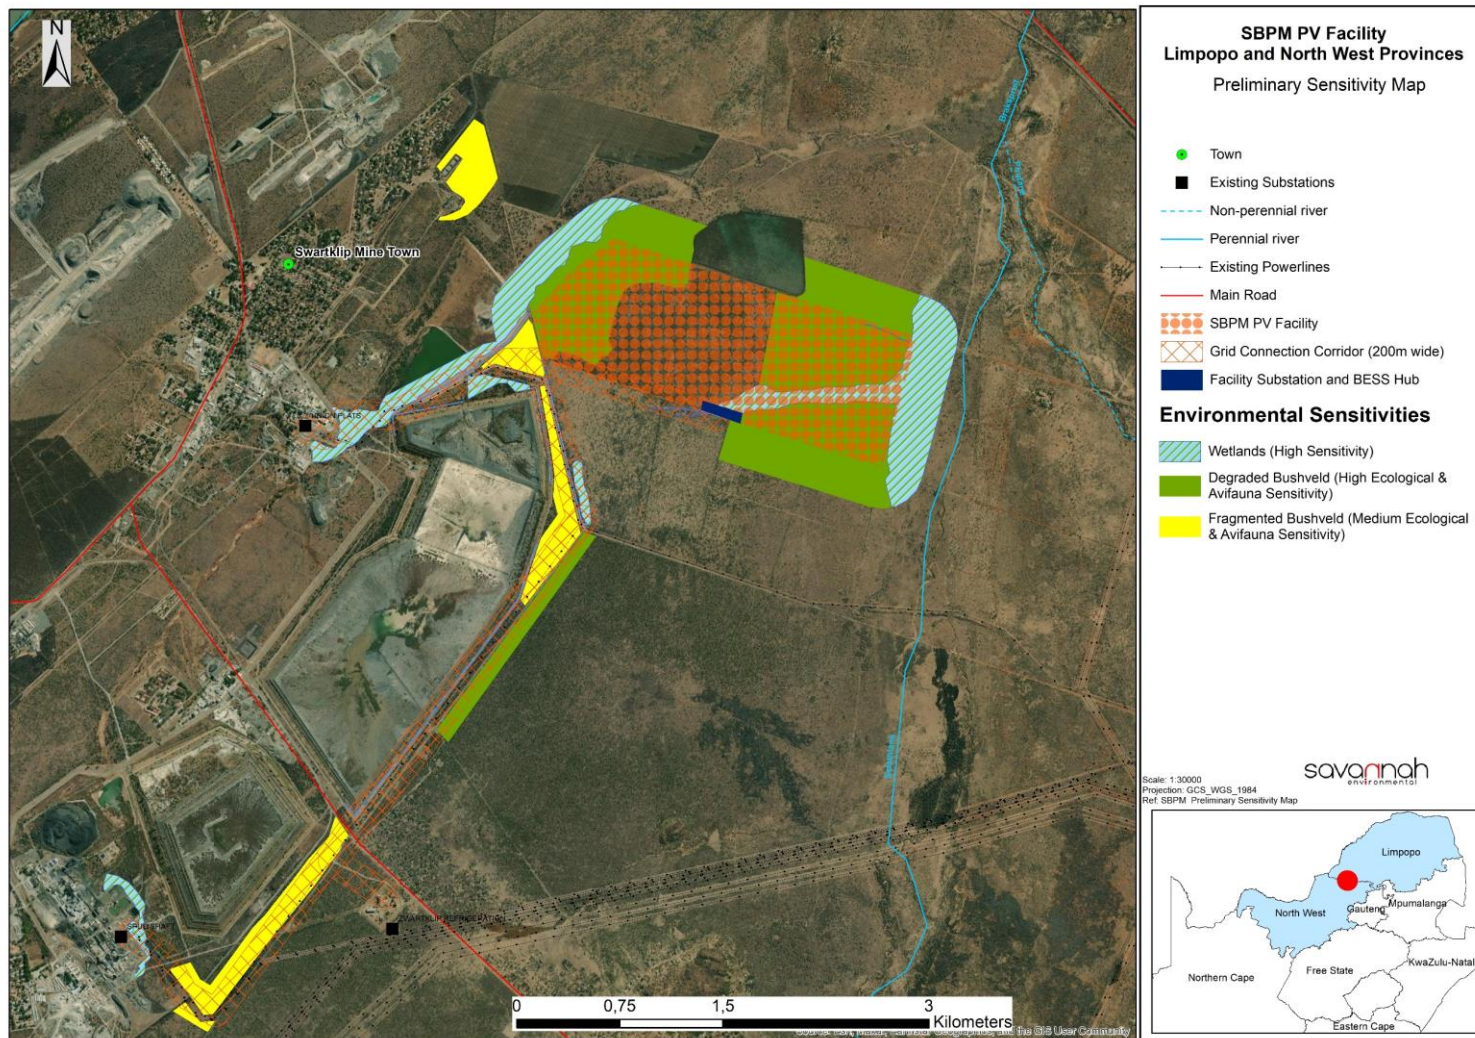 SBPM PV Facility
Limpopo and North West Provinces
Preliminary Sensitivity Map
Town
Existing Substations
Non-perennial river
Perennial river
Existing Powerlines
Main Road
SBPM PV Facility
Grid Connection Corridor (200m wide)
Facility Substation and BESS Hub
Environmental Sensitivities
Wetlands (High Sensitivity)
Degraded Bushveld (High Ecological &
Avifauna Sensitivity)
Fragmented Bushveld (Medium Ecological
& Avifauna Sensitivity)
savannah
environmental
Scale: 1:30000
Projection: GCS_WGS_1984
Ref: SBPM Preliminary Sensitivity Map
Limpopo
North West
Gauteng
Mpumalanga
Northern Cape
Free State
KwaZulu-Natal
Eastern Cape
N
Swartklip Mine Town
0 0,75 1,5 3
Kilometers